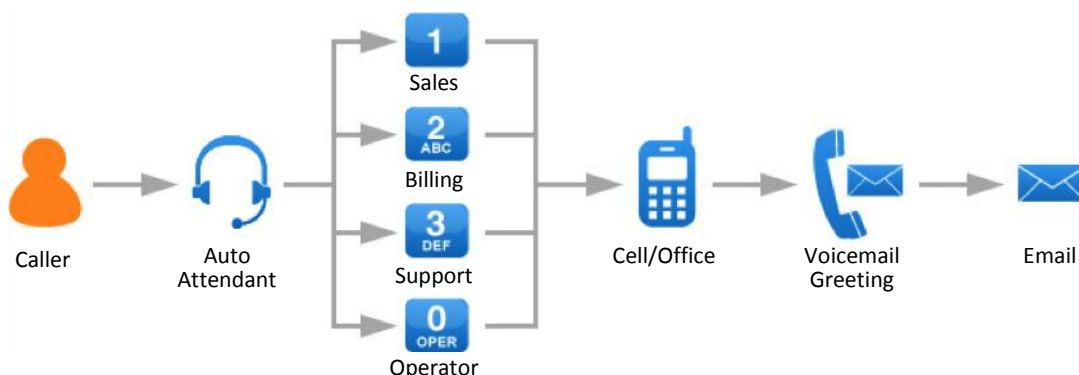 1
Sales
2
ABC
Billing
3
DEF
Support
0
OPER
Operator
Caller
Auto
Attendant
Cell/Office
Voicemail
Greeting
Email